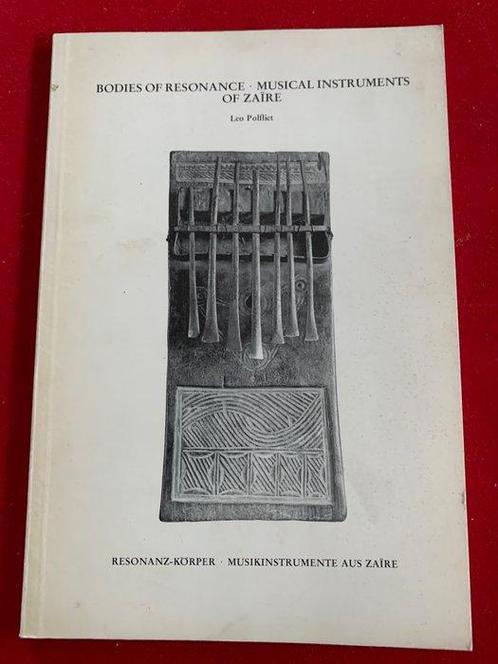 BODIES OF RESONANCE · MUSICAL INSTRUMENTS
OF ZAÏRE
Leo Polfliet
RESONANZ-KÖRPER · MUSIKINSTRUMENTE AUS ZAÏRE